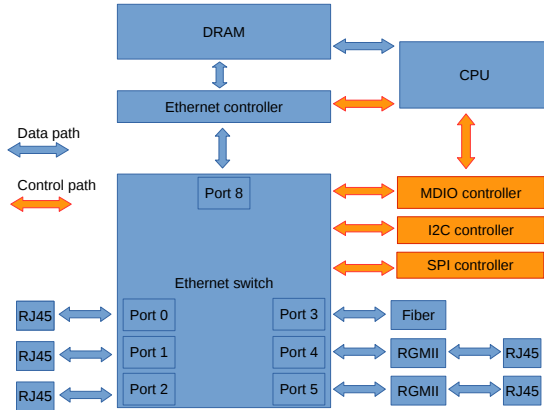 DRAM
CPU
Ethernet controller
Data path
Control path
Port 8
MDIO controller
I2C controller
SPI controller
Ethernet switch
RJ45
Port 0
Port 3
Fiber
RJ45
Port 1
Port 4
RGMII
RJ45
RJ45
Port 2
Port 5
RGMII
RJ45